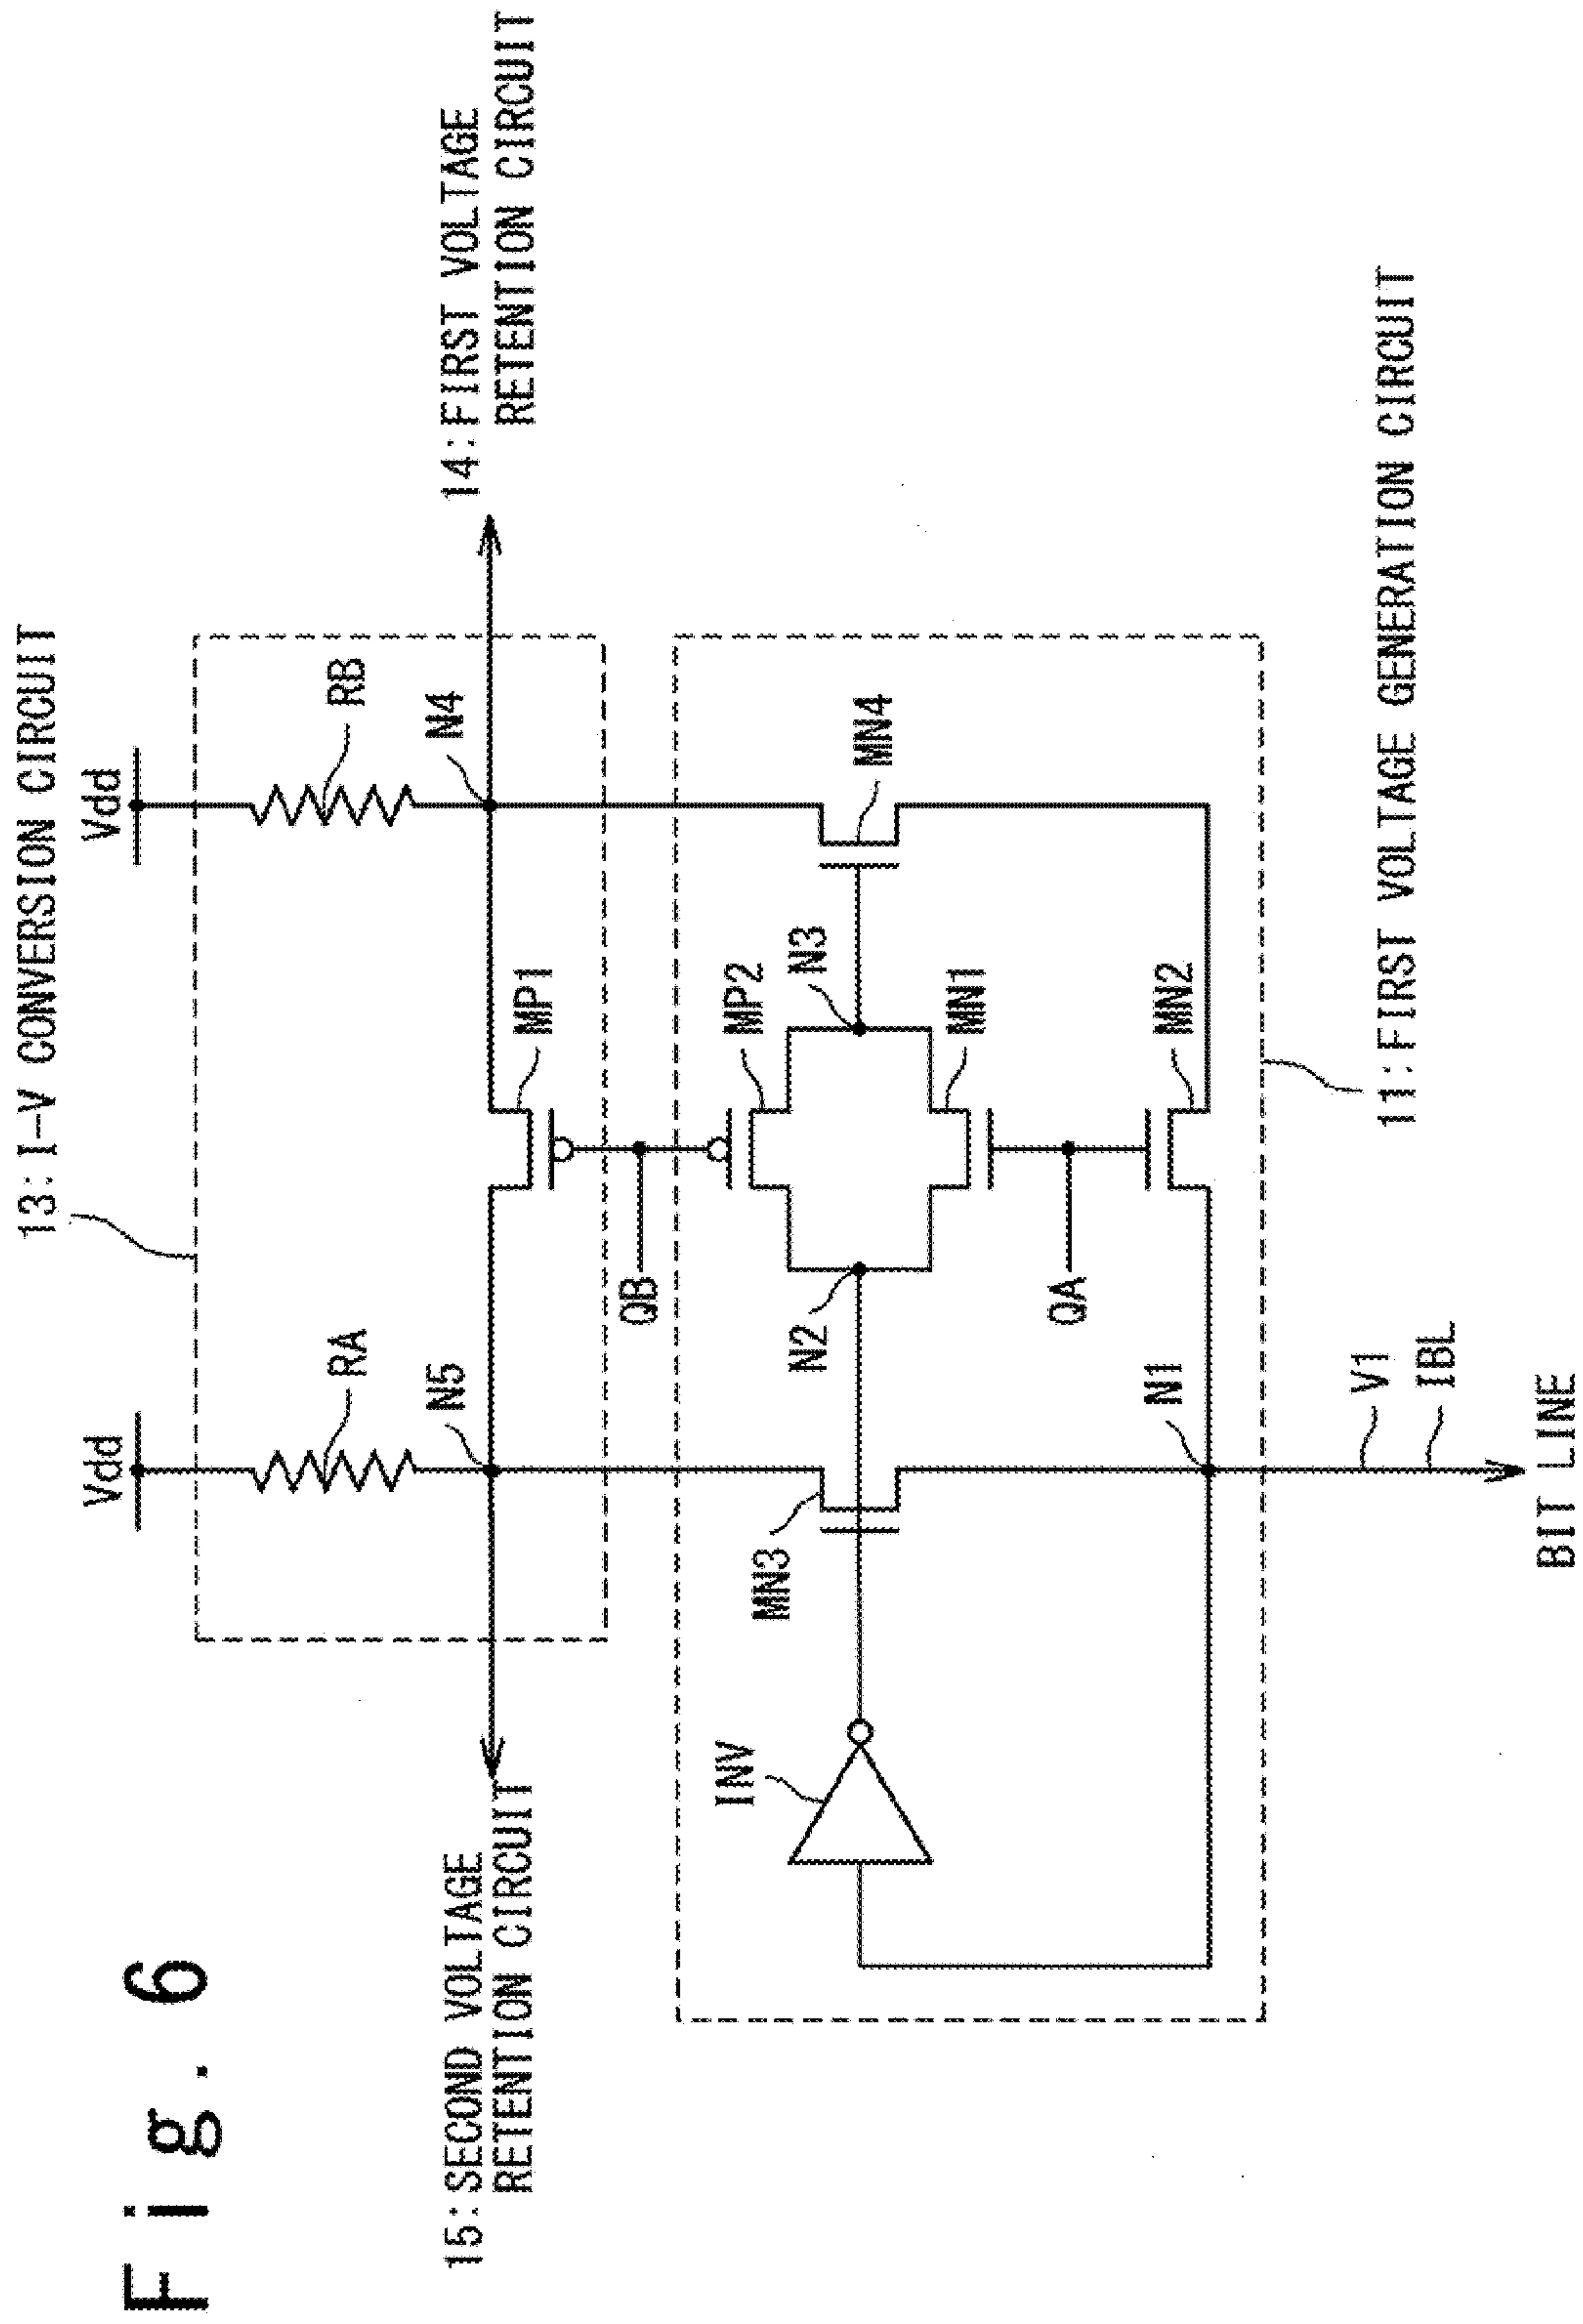 Fig. 6
13:I-V CONVERSION CIRCUIT
Vdd
Vdd
RA
RB
15:SECOND VOLTAGE
RETENTION CIRCUIT
N5
N4
14:FIRST VOLTAGE
RETENTION CIRCUIT
MP1
QB
INV
MN3
MP2
N2
N3
MN4
MN1
QA
N1
MN2
V1
IBL
11:FIRST VOLTAGE GENERATION CIRCUIT
BIT LINE